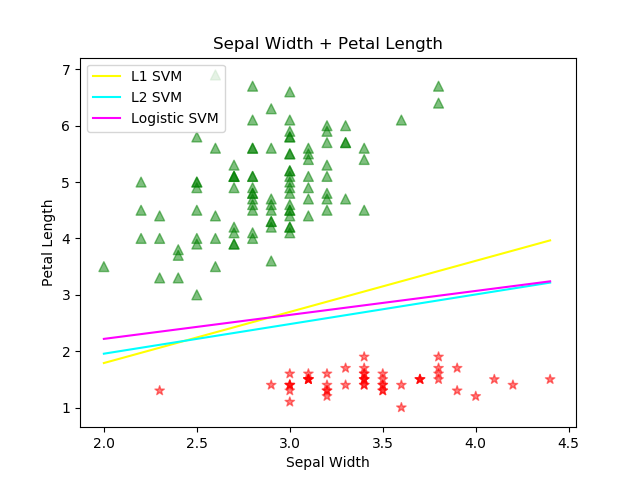 Sepal Width + Petal Length
L1 SVM
L2 SVM
Logistic SVM
Petal Length
7
6
5
4
3
2
1
2.0 2.5 3.0 3.5 4.0 4.5
Sepal Width